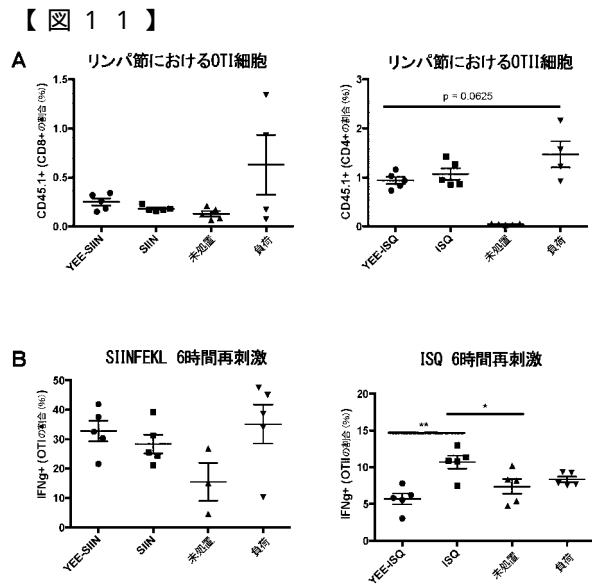 【図11】
A
リンパ節におけるOTI細胞
CD45.1+ (CD8+の割合(%))
1.5
1.0
0.5
0.0
YEE-SIIN
SIIN
未処置
負荷
リンパ節におけるOTII細胞
CD45.1+ (CD4+の割合(%))
3
2
1
0
p = 0.0625
YEE-ISQ
ISQ
未処置
負荷
B
SIINFEKL 6時間再刺激
IFNg+ (OTIの割合(%))
50
40
30
20
10
0
YEE-SIIN
SIIN
未処置
負荷
ISQ 6時間再刺激
IFNg+ (OTIIの割合(%))
20
15
10
5
0
**
*
YEE-ISQ
ISQ
未処置
負荷